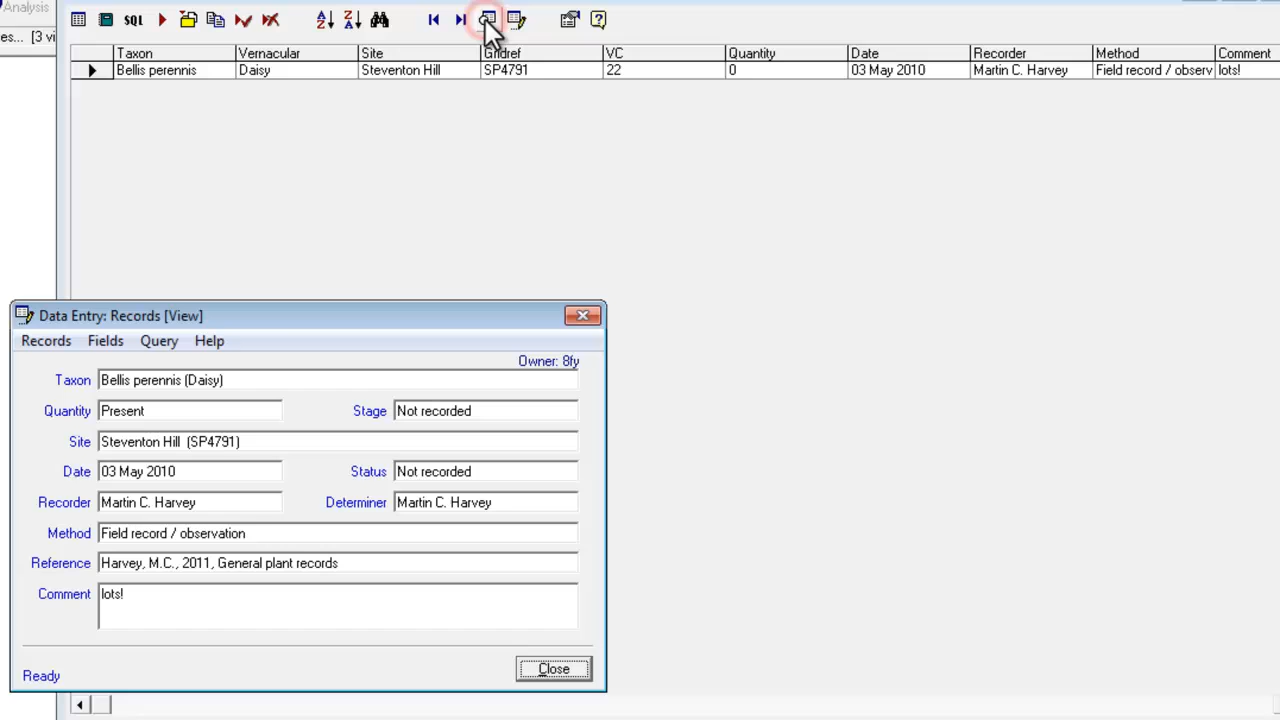 Analysis
SQL
es... [3 vi
Taxon Vernacular Site Gridref VC Quantity Date Recorder Method Comment
Bellis perennis Daisy Steventon Hill SP4791 22 0 03 May 2010 Martin C. Harvey Field record / observ lots!
Data Entry: Records [View]
Records Fields Query Help
Owner: 8fy
Taxon Bellis perennis (Daisy)
Quantity Present Stage Not recorded
Site Steventon Hill (SP4791)
Date 03 May 2010 Status Not recorded
Recorder Martin C. Harvey Determiner Martin C. Harvey
Method Field record / observation
Reference Harvey, M.C., 2011, General plant records
Comment lots!
Close
Ready